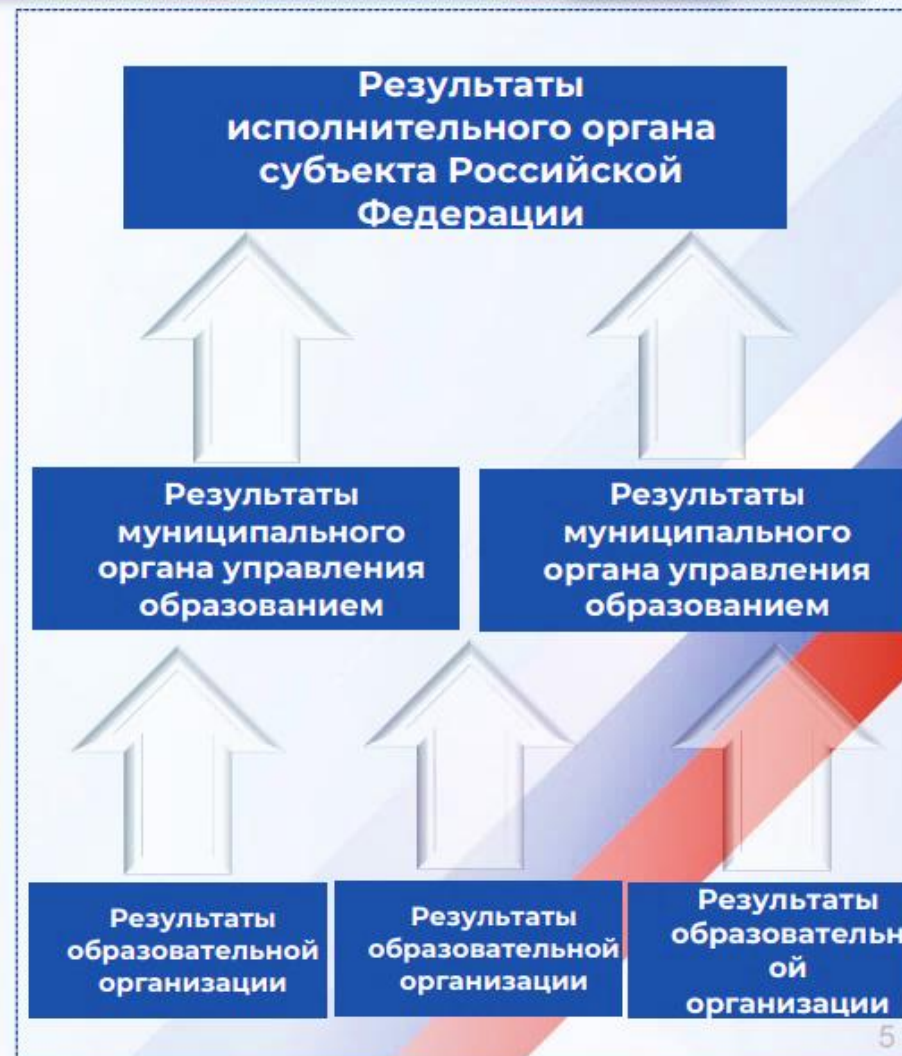 Результаты
исполнительного органа
субъекта Российской
Федерации
Результаты
муниципального
органа управления
образованием
Результаты
муниципального
органа управления
образованием
Результаты
образовательной
организации
Результаты
образовательной
организации
Результаты
образовательн
ой
организации
5